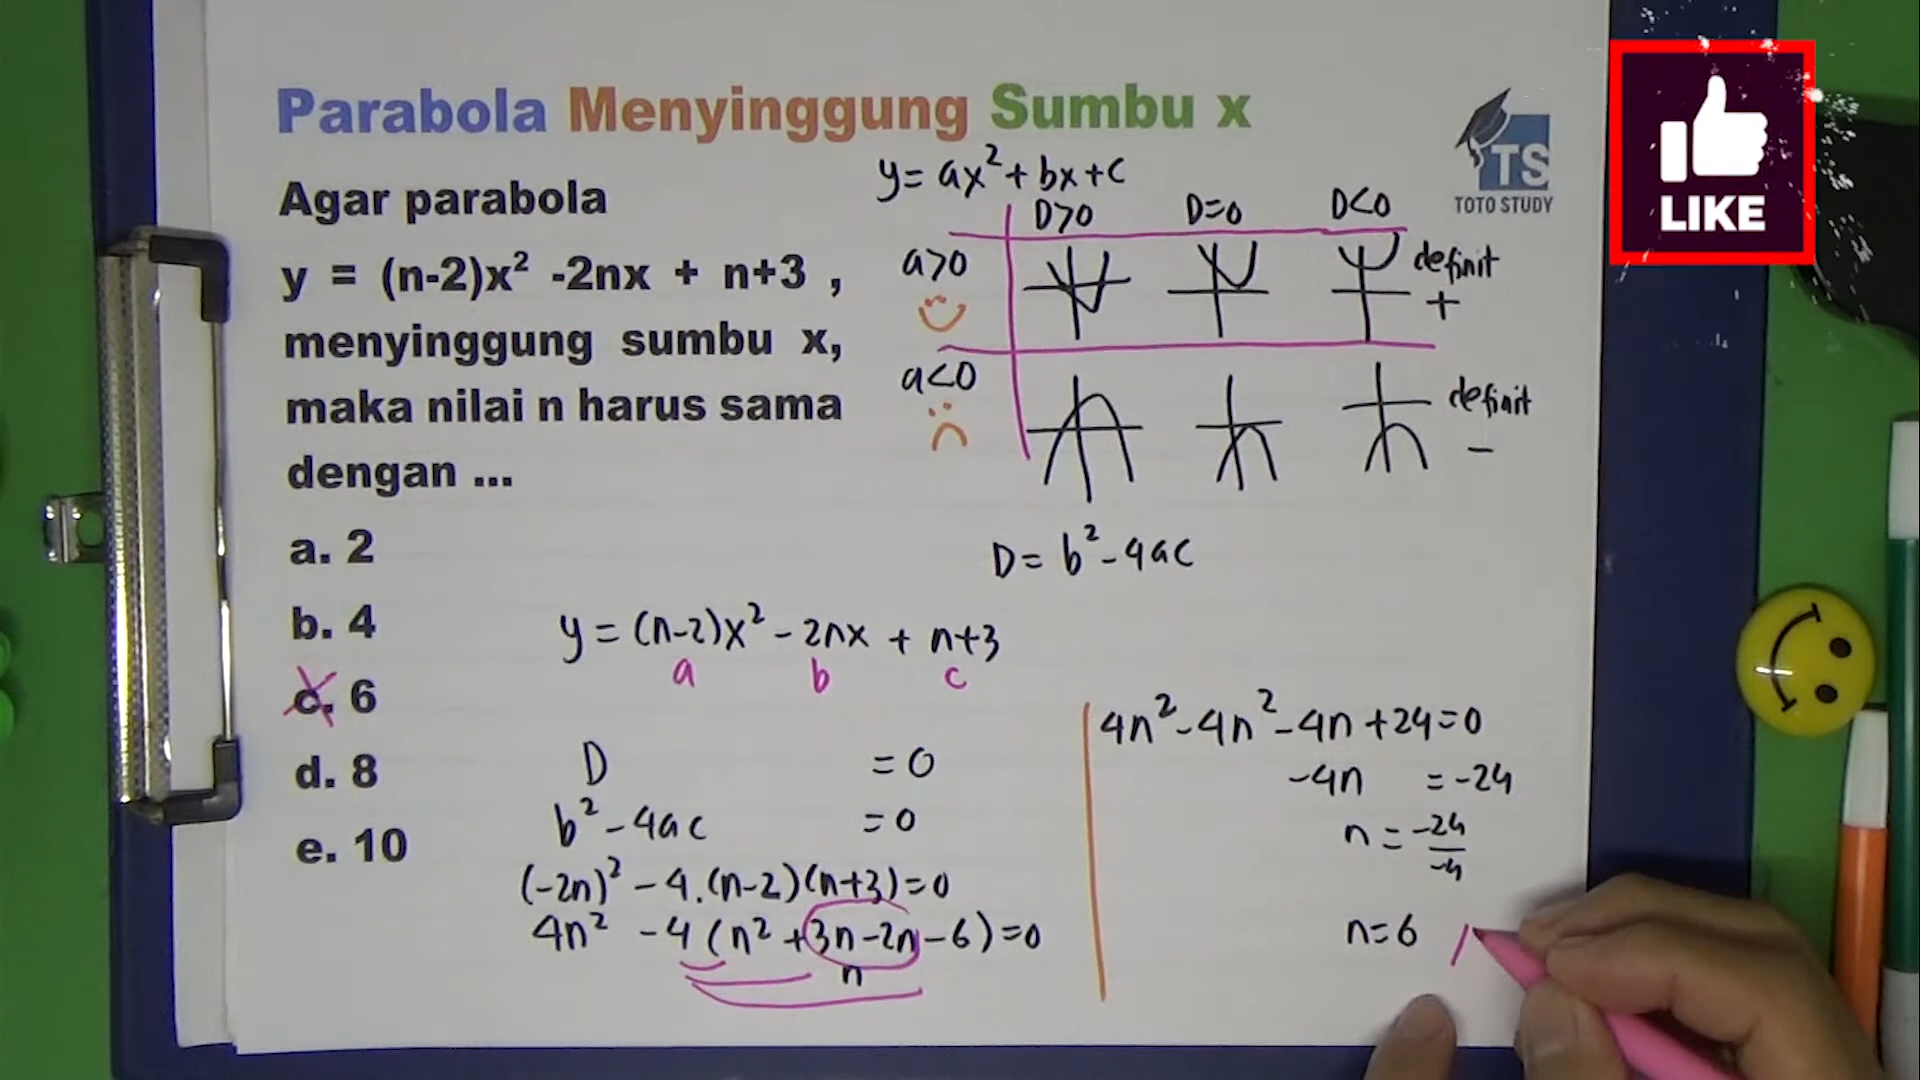 Parabola Menyinggung Sumbu x
TS
TOTO STUDY
LIKE
Agar parabola
y = (n-2)x² -2nx + n+3 ,
menyinggung sumbu x,
maka nilai n harus sama
dengan ...
a. 2
b. 4
c. 6
d. 8
e. 10
y = ax² + bx + c
D>0 D=0 D<0
a>0 definit
+
a<0 definit
-
D = b² - 4ac
y = (n-2)x² - 2nx + n+3
a b c
D = 0
b² - 4ac = 0
(-2n)² - 4.(n-2)(n+3) = 0
4n² - 4(n² + 3n - 2n - 6) = 0
n
4n² - 4n² - 4n + 24 = 0
-4n = -24
n = -24/-4
n = 6